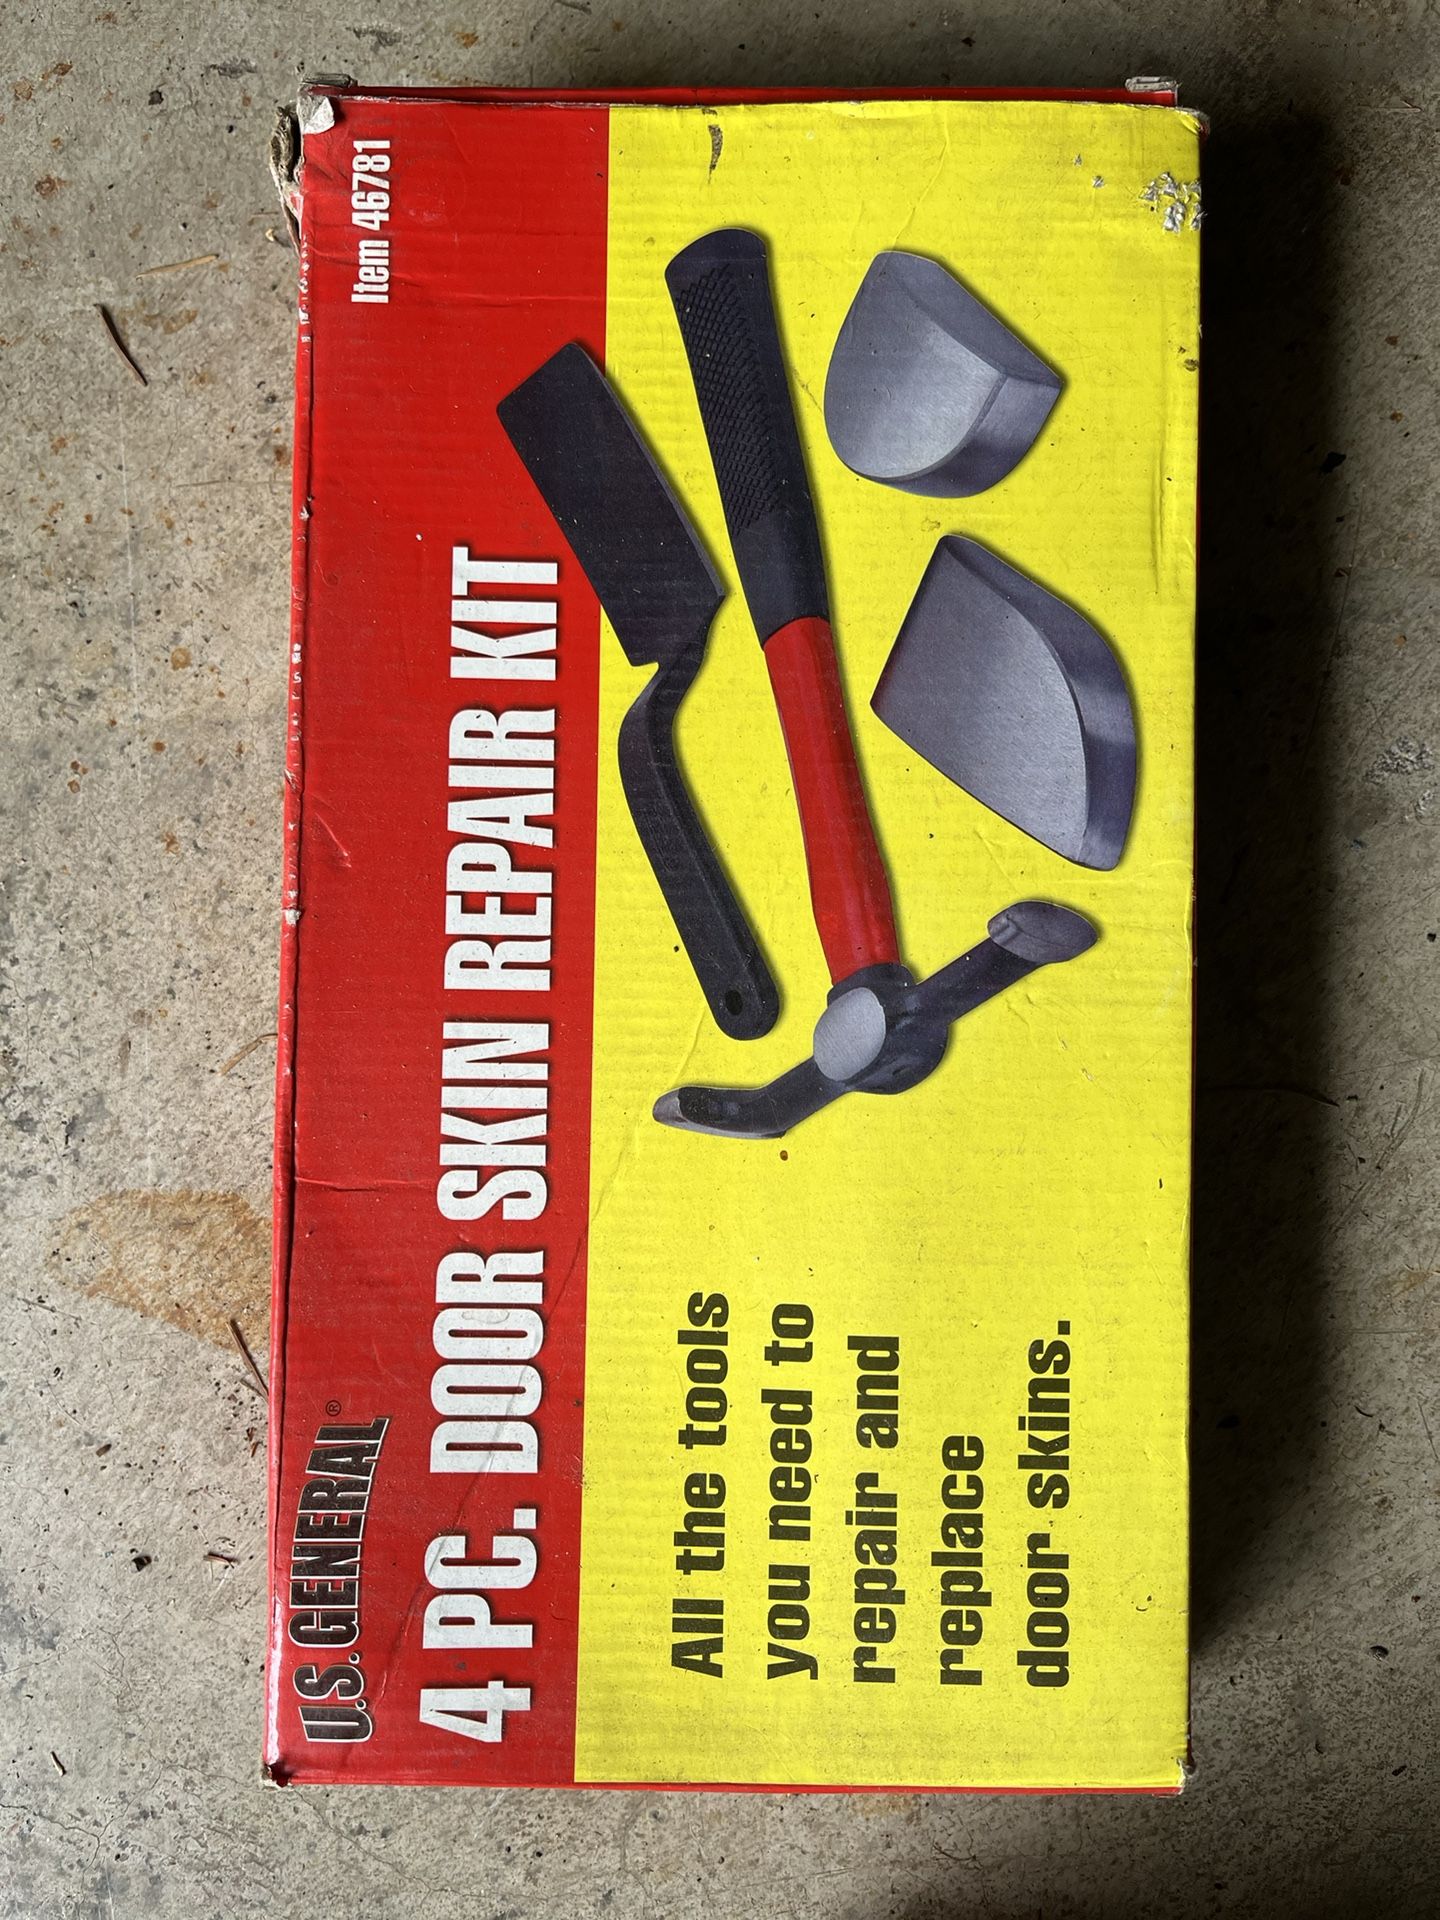 U.S. GENERAL®
Item 46781
4 PC. DOOR SKIN REPAIR KIT
All the tools
you need to
repair and
replace
door skins.